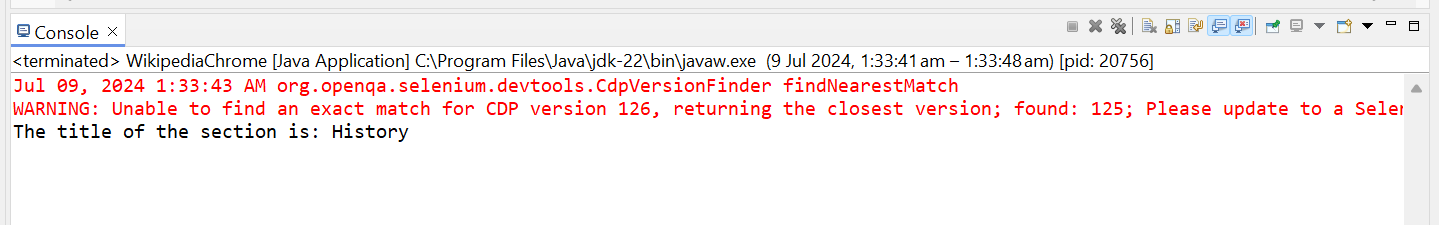 Console
<terminated> WikipediaChrome [Java Application] C:\Program Files\Java\jdk-22\bin\javaw.exe (9 Jul 2024, 1:33:41 am – 1:33:48 am) [pid: 20756]
Jul 09, 2024 1:33:43 AM org.openqa.selenium.devtools.CdpVersionFinder findNearestMatch
WARNING: Unable to find an exact match for CDP version 126, returning the closest version; found: 125; Please update to a Selen
The title of the section is: History